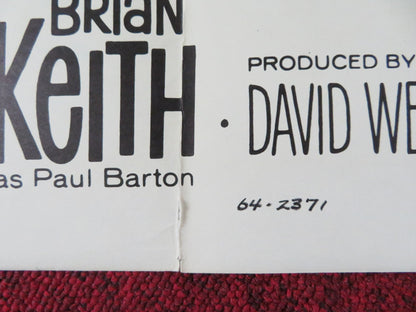 BRIAN
KEITH
as Paul Barton
PRODUCED BY
· DAVID WE
64-2371